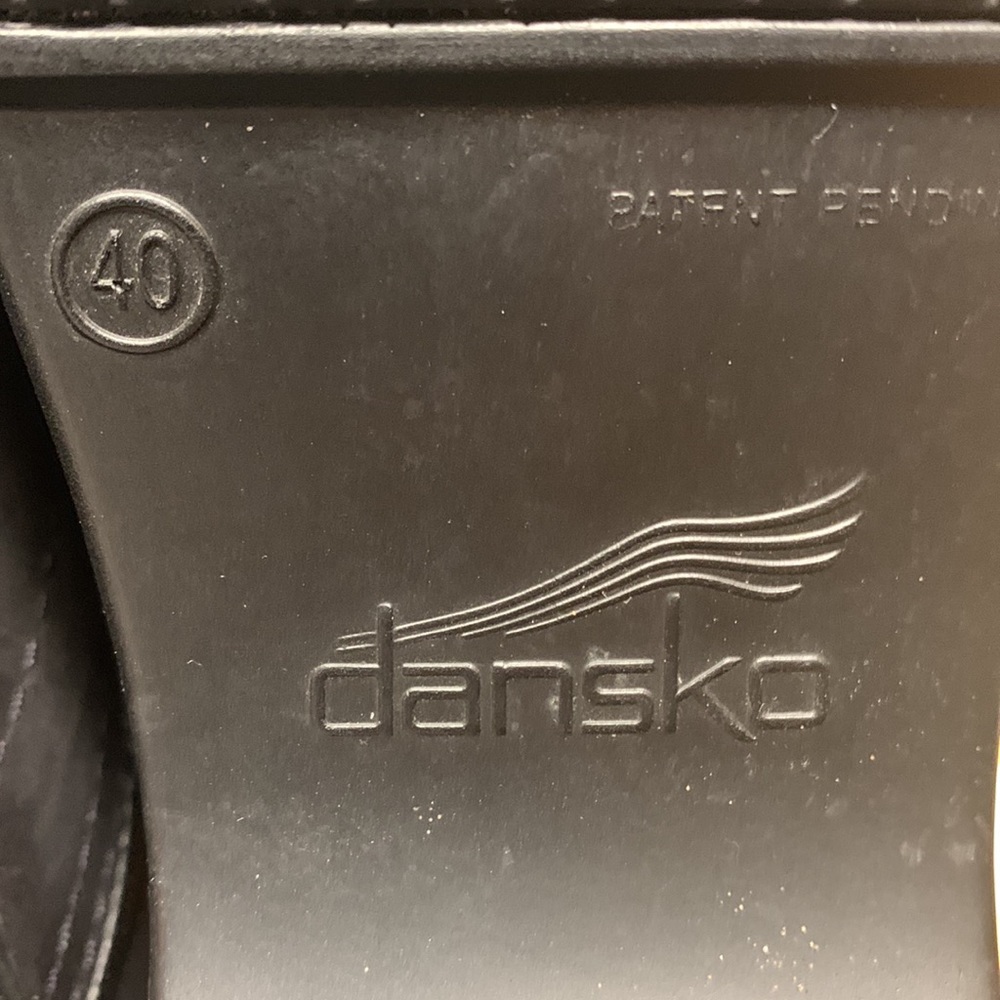 40
PATENT PENDIN
dansko